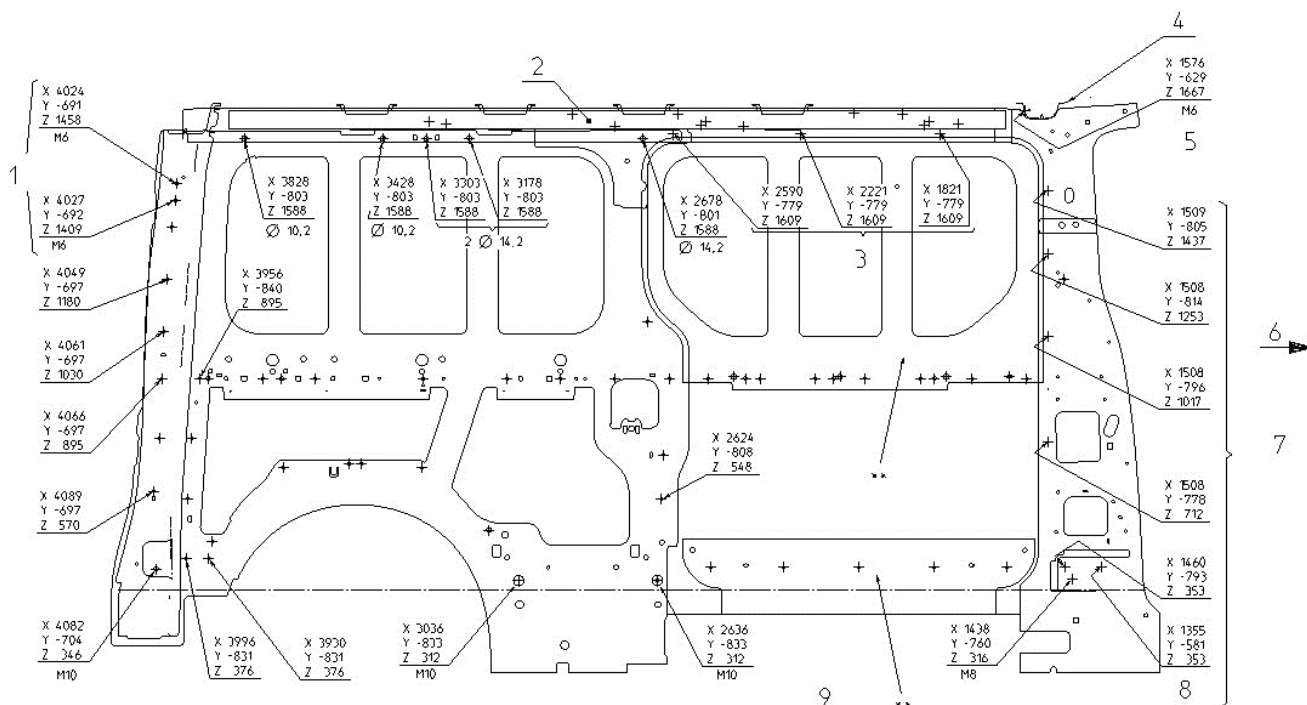 4
X 1576
Y -629
Z 1667
M6
5
2
1
X 4024
Y -691
Z 1458
M6
X 4027
Y -692
Z 1409
M6
X 4049
Y -697
Z 1180
X 4061
Y -697
Z 1030
X 4066
Y -697
Z 895
X 4089
Y -697
Z 570
X 4082
Y -704
Z 346
M10
X 3828
Y -803
Z 1588
Ø 10,2
X 3428
Y -803
Z 1588
Ø 10,2
X 3303
Y -803
Z 1588
X 3178
Y -803
Z 1588
2 Ø 14,2
X 2678
Y -801
Z 1588
Ø 14,2
X 2590
Y -779
Z 1609
X 2221
Y -779
Z 1609
X 1821
Y -779
Z 1609
3
X 3956
Y -840
Z 895
X 2624
Y -808
Z 548
X 1509
Y -805
Z 1437
X 1508
Y -814
Z 1253
6
X 1508
Y -796
Z 1017
7
X 1508
Y -778
Z 712
X 1460
Y -793
Z 353
X 1355
Y -581
Z 353
8
X 3996
Y -831
Z 376
X 3930
Y -831
Z 376
X 3036
Y -833
Z 312
M10
X 2636
Y -833
Z 312
M10
X 1438
Y -760
Z 316
M8
9